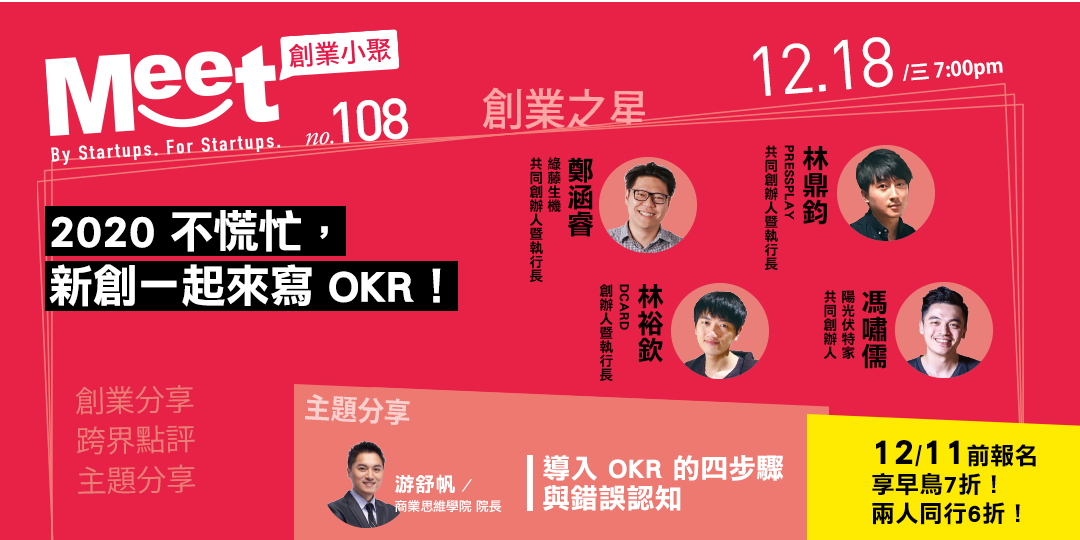 Meet
創業小聚
By Startups. For Startups.
no.108
12.18 /三 7:00pm
創業之星
2020 不慌忙，
新創一起來寫 OKR！
鄭涵睿
綠藤生機
共同創辦人暨執行長
林鼎鈞
PRESSPLAY
共同創辦人暨執行長
林裕欽
DCARD
創辦人暨執行長
馮嘯儒
陽光伏特家
共同創辦人
創業分享
跨界點評
主題分享
主題分享
游舒帆 /
商業思維學院 院長
導入 OKR 的四步驟
與錯誤認知
12/11前報名
享早鳥7折！
兩人同行6折！